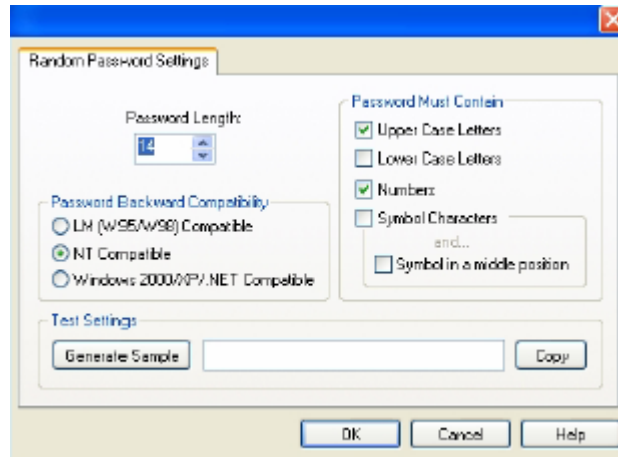 Random Password Settings
Password Length:
14
Password Must Contain
Upper Case Letters
Lower Case Letters
Numbers
Symbol Characters
and...
Symbol in a middle position
Password Backward Compatibility
LM (W95/W98) Compatible
NT Compatible
Windows 2000/XP/.NET Compatible
Test Settings
Generate Sample
Copy
OK
Cancel
Help